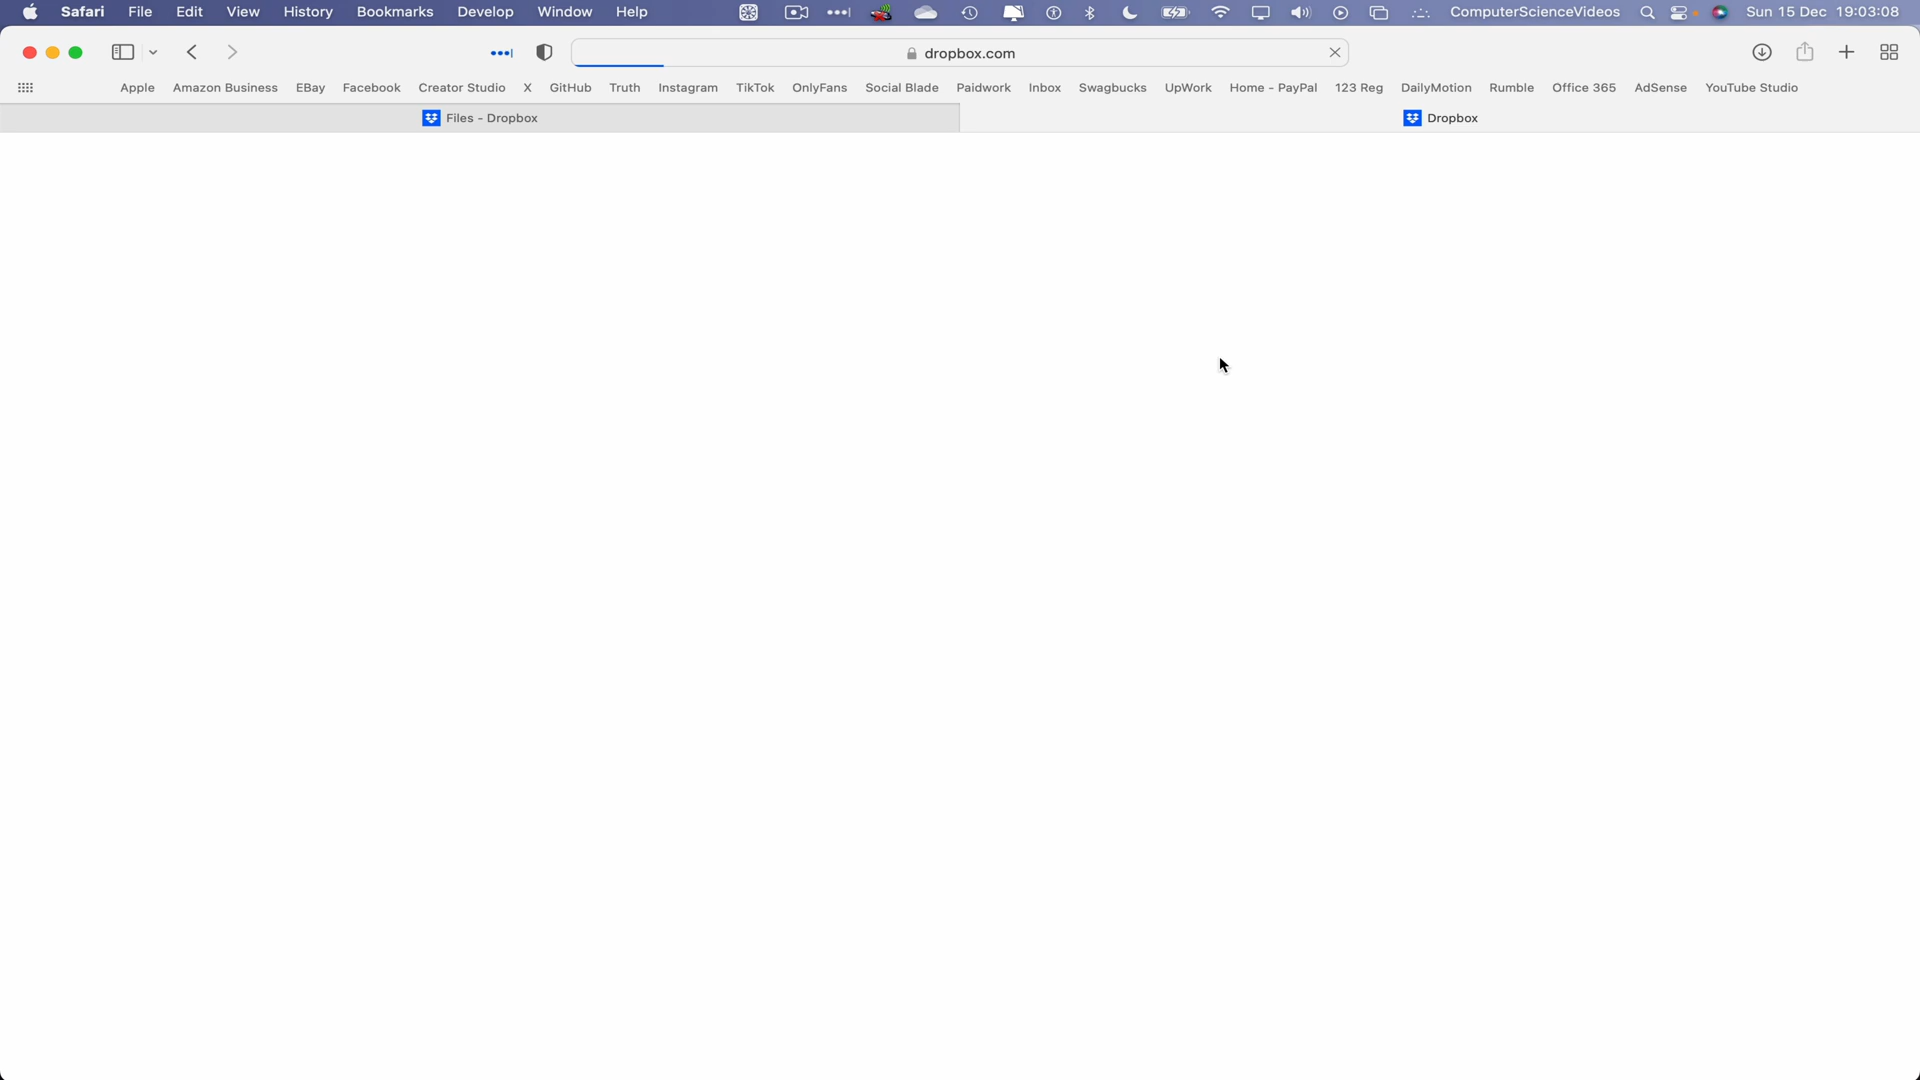 Safari File Edit View History Bookmarks Develop Window Help ComputerScienceVideos Sun 15 Dec 19:03:08
dropbox.com
Apple Amazon Business EBay Facebook Creator Studio X GitHub Truth Instagram TikTok OnlyFans Social Blade Paidwork Inbox Swagbucks UpWork Home - PayPal 123 Reg DailyMotion Rumble Office 365 AdSense YouTube Studio
Files - Dropbox Dropbox